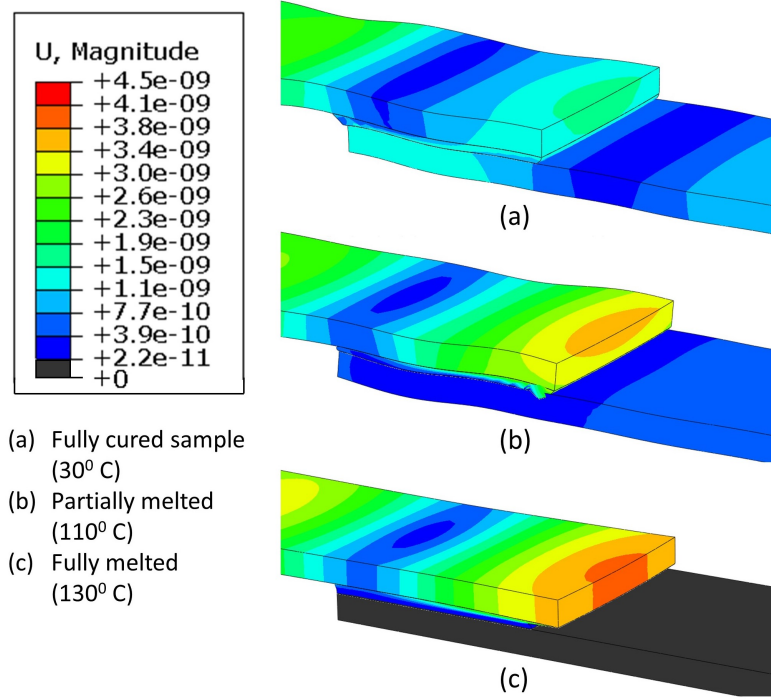 U, Magnitude
+4.5e-09
+4.1e-09
+3.8e-09
+3.4e-09
+3.0e-09
+2.6e-09
+2.3e-09
+1.9e-09
+1.5e-09
+1.1e-09
+7.7e-10
+3.9e-10
+2.2e-11
+0
(a)
(b)
(c)
(a) Fully cured sample
(30⁰ C)
(b) Partially melted
(110⁰ C)
(c) Fully melted
(130⁰ C)